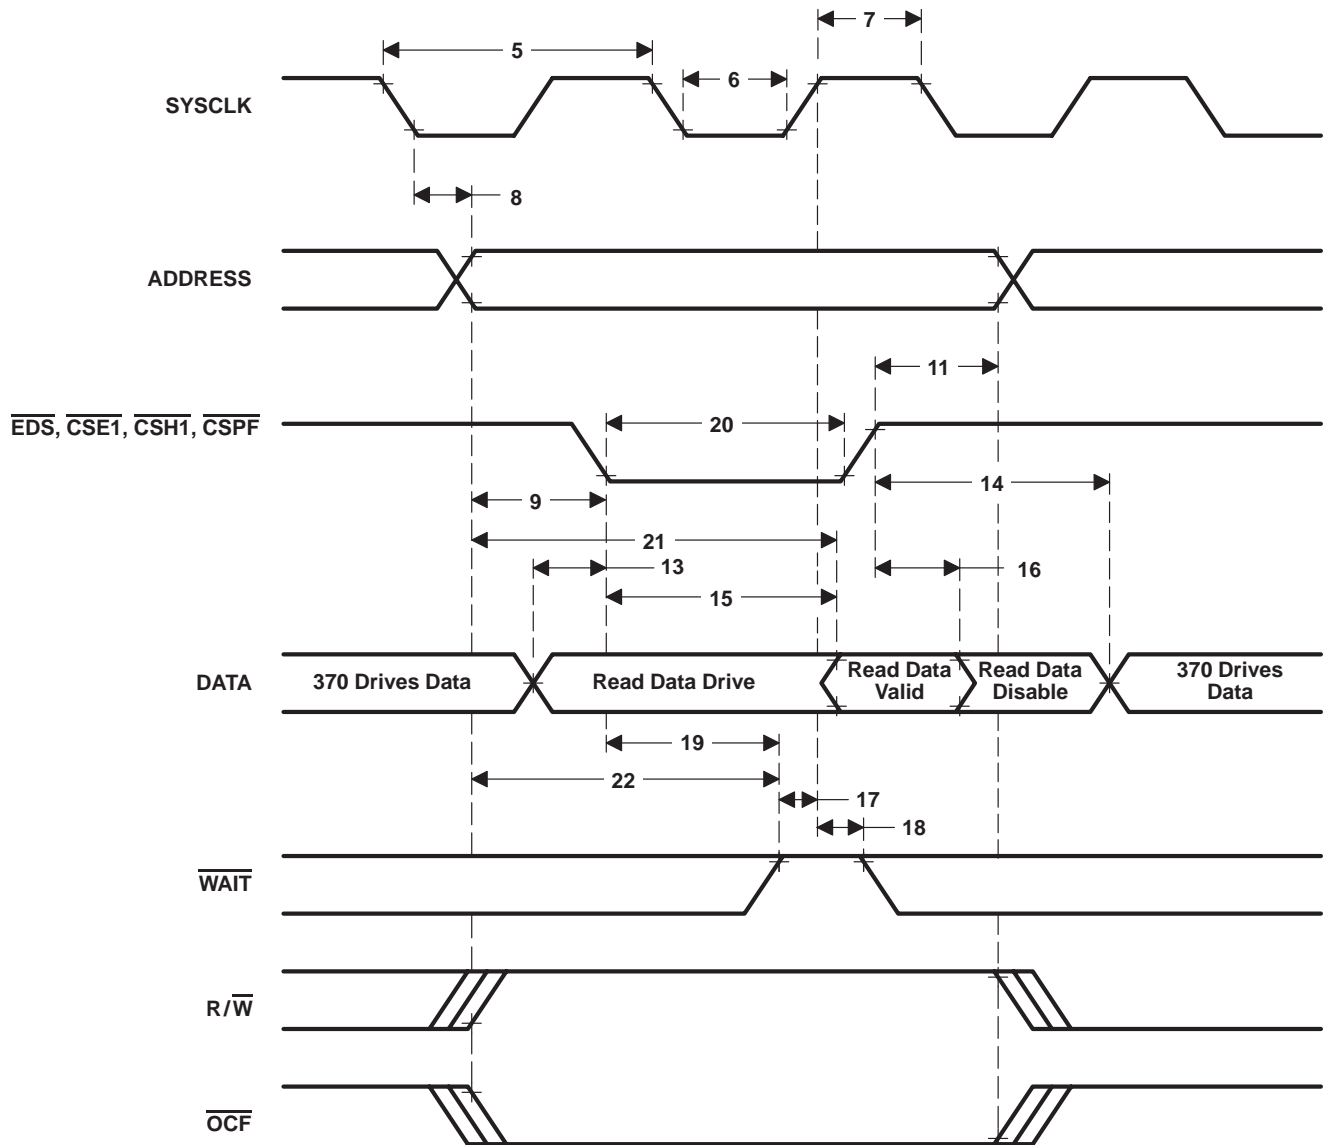 7
5
6
SYSCLK
8
ADDRESS
11
EDS, CSE1, CSH1, CSPF
20
14
9
21
13
16
15
DATA
370 Drives Data
Read Data Drive
Read Data
Valid
Read Data
Disable
370 Drives
Data
19
22
17
18
WAIT
R/W
OCF